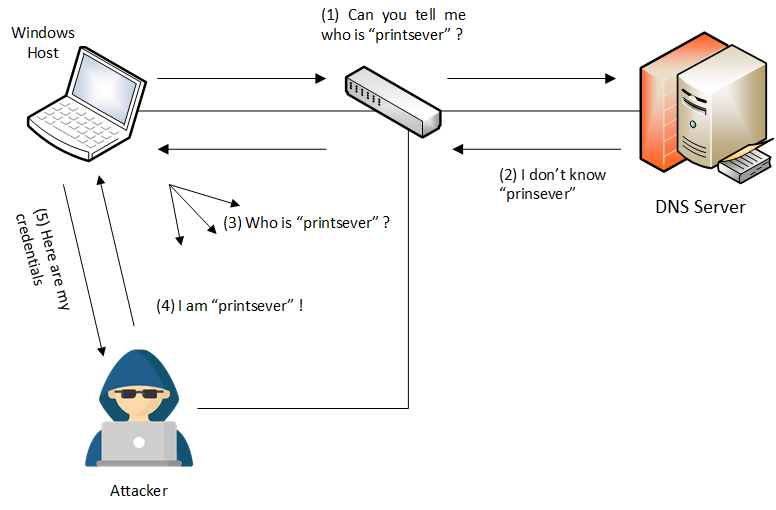 (1) Can you tell me
who is “printsever” ?
Windows
Host
(2) I don’t know
“prinsever”
DNS Server
(3) Who is “printsever” ?
(5) Here are my
credentials
(4) I am “printsever” !
Attacker